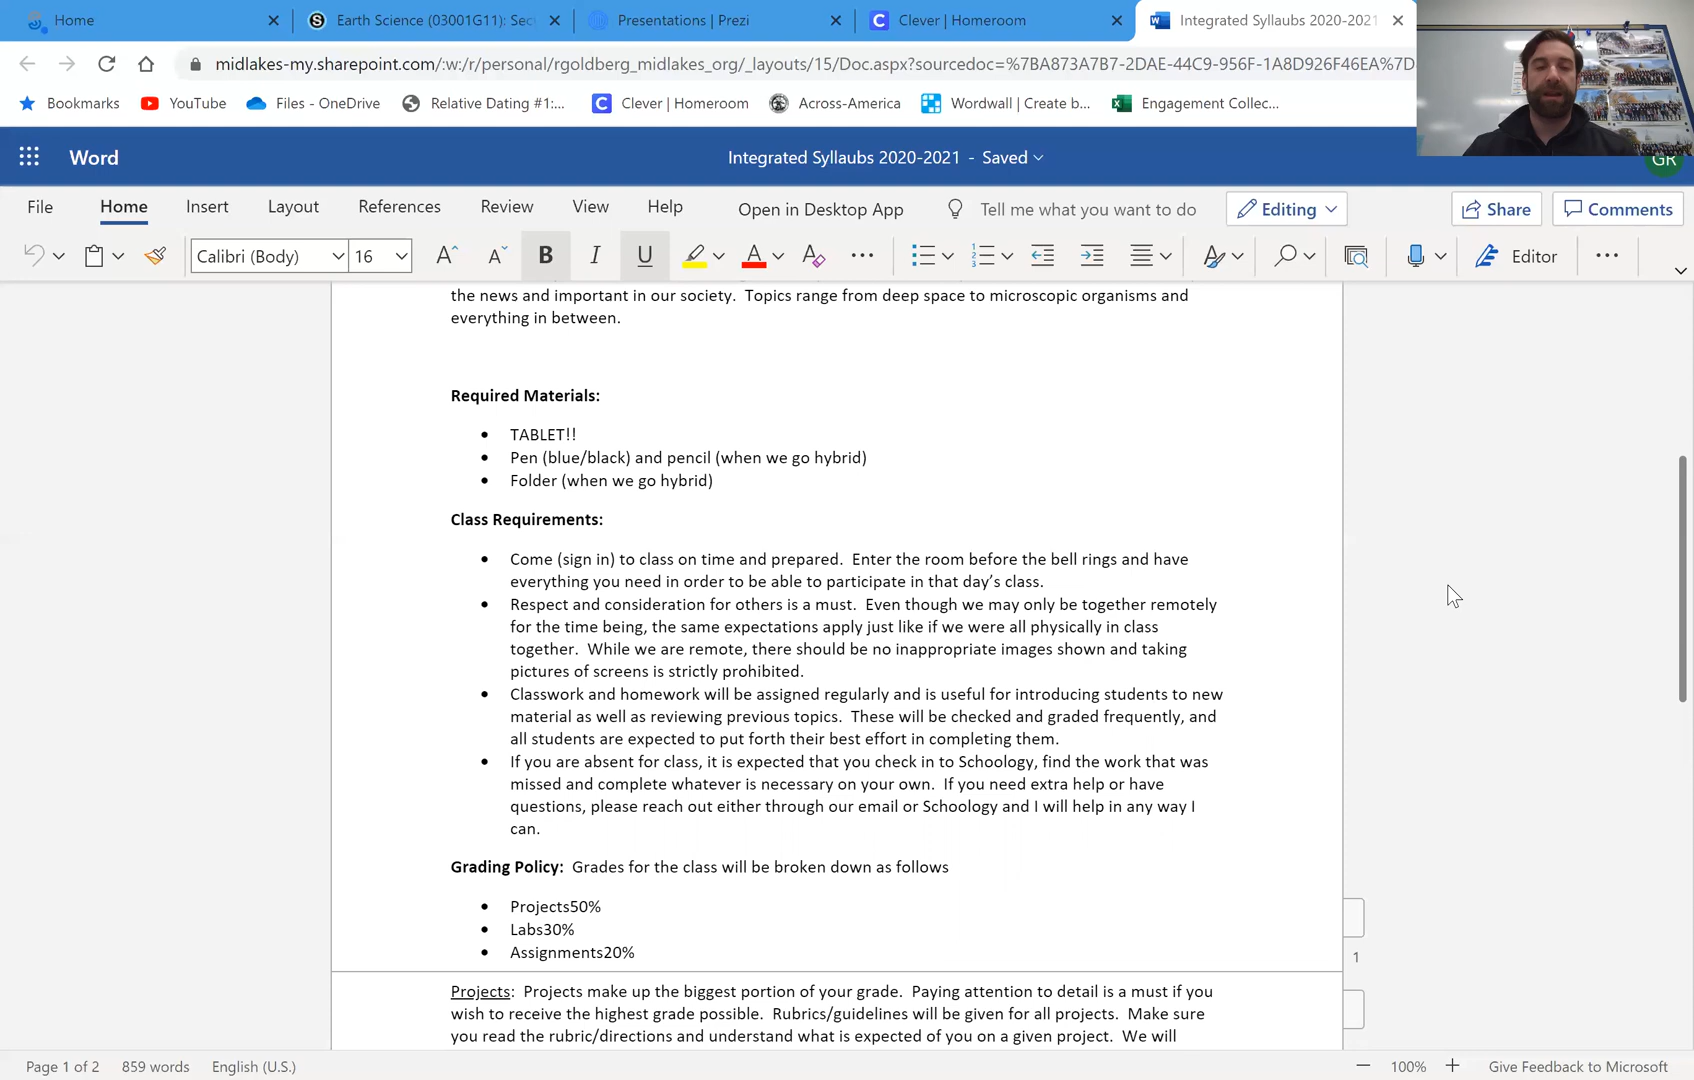 Home
Earth Science (03001G11): Sec
Presentations | Prezi
Clever | Homeroom
Integrated Syllaubs 2020-2021
midlakes-my.sharepoint.com/:w:/r/personal/rgoldberg_midlakes_org/_layouts/15/Doc.aspx?sourcedoc=%7BA873A7B7-2DAE-44C9-956F-1A8D926F46EA%7D
Bookmarks YouTube Files - OneDrive Relative Dating #1:... Clever | Homeroom Across-America Wordwall | Create b... Engagement Collec...
Word
Integrated Syllaubs 2020-2021 - Saved
GR
File Home Insert Layout References Review View Help Open in Desktop App Tell me what you want to do Editing Share Comments
Calibri (Body) 16 A A B I U A A ... Editor ...
the news and important in our society. Topics range from deep space to microscopic organisms and
everything in between.
Required Materials:
• TABLET!!
• Pen (blue/black) and pencil (when we go hybrid)
• Folder (when we go hybrid)
Class Requirements:
• Come (sign in) to class on time and prepared. Enter the room before the bell rings and have
everything you need in order to be able to participate in that day's class.
• Respect and consideration for others is a must. Even though we may only be together remotely
for the time being, the same expectations apply just like if we were all physically in class
together. While we are remote, there should be no inappropriate images shown and taking
pictures of screens is strictly prohibited.
• Classwork and homework will be assigned regularly and is useful for introducing students to new
material as well as reviewing previous topics. These will be checked and graded frequently, and
all students are expected to put forth their best effort in completing them.
• If you are absent for class, it is expected that you check in to Schoology, find the work that was
missed and complete whatever is necessary on your own. If you need extra help or have
questions, please reach out either through our email or Schoology and I will help in any way I
can.
Grading Policy: Grades for the class will be broken down as follows
• Projects50%
• Labs30%
• Assignments20%
1
Projects: Projects make up the biggest portion of your grade. Paying attention to detail is a must if you
wish to receive the highest grade possible. Rubrics/guidelines will be given for all projects. Make sure
you read the rubric/directions and understand what is expected of you on a given project. We will
Page 1 of 2 859 words English (U.S.) 100% Give Feedback to Microsoft